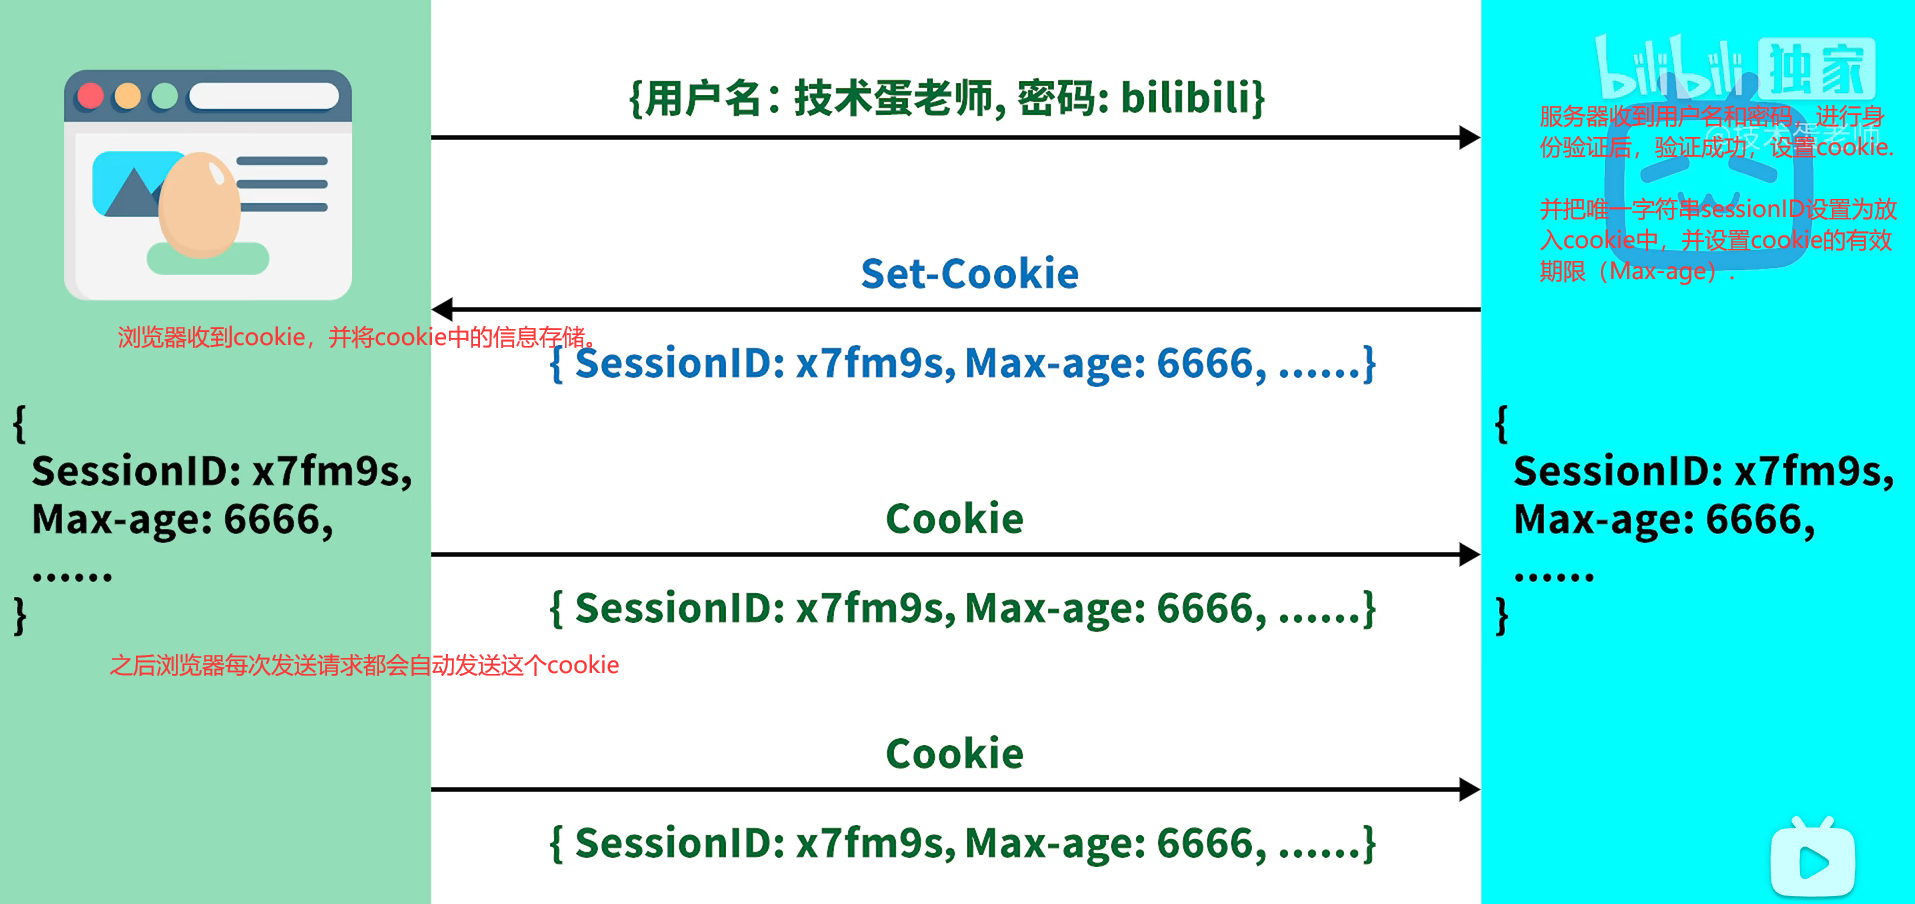 {用户名：技术蛋老师, 密码: bilibili}
bilibili 独家
@技术蛋老师
服务器收到用户名和密码，进行身
份验证后，验证成功，设置cookie.
并把唯一字符串sessionID设置为放
入cookie中，并设置cookie的有效
期限（Max-age）.
Set-Cookie
浏览器收到cookie，并将cookie中的信息存储。
{ SessionID: x7fm9s, Max-age: 6666, ......}
{
SessionID: x7fm9s,
Max-age: 6666,
......
}
Cookie
{ SessionID: x7fm9s, Max-age: 6666, ......}
{
SessionID: x7fm9s,
Max-age: 6666,
......
}
之后浏览器每次发送请求都会自动发送这个cookie
Cookie
{ SessionID: x7fm9s, Max-age: 6666, ......}